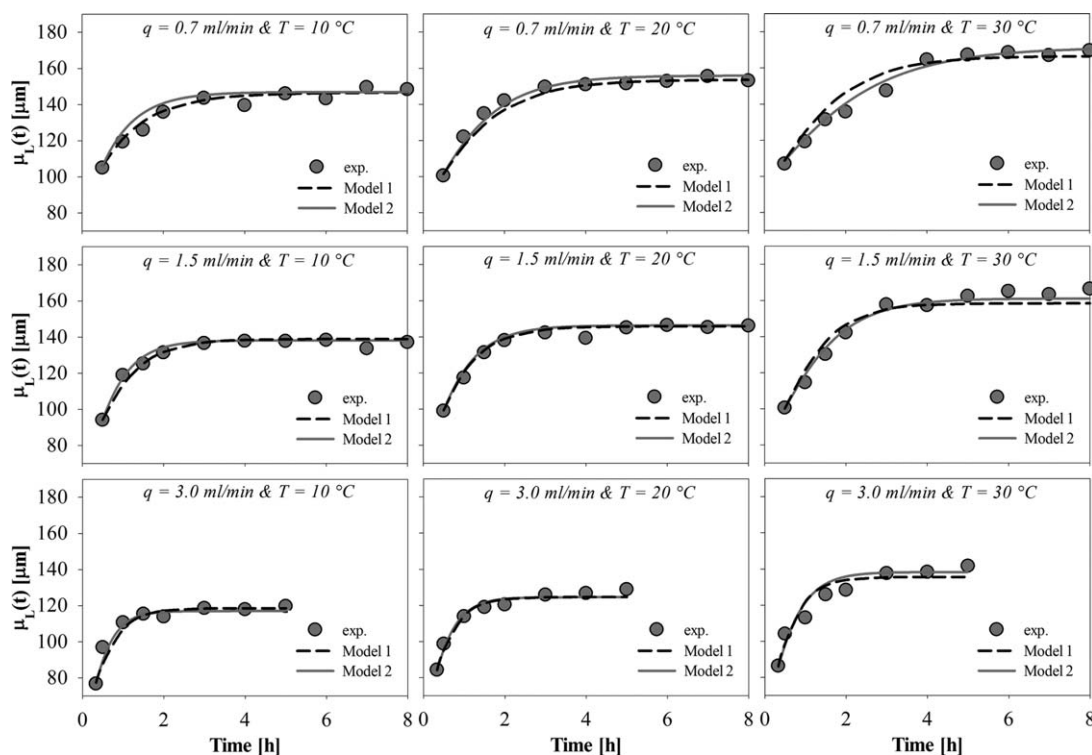 q = 0.7 ml/min & T = 10 °C
q = 0.7 ml/min & T = 20 °C
q = 0.7 ml/min & T = 30 °C
180
160
140
120
100
80
μL(t) [μm]
exp.
Model 1
Model 2
exp.
Model 1
Model 2
exp.
Model 1
Model 2
q = 1.5 ml/min & T = 10 °C
q = 1.5 ml/min & T = 20 °C
q = 1.5 ml/min & T = 30 °C
180
160
140
120
100
80
μL(t) [μm]
exp.
Model 1
Model 2
exp.
Model 1
Model 2
exp.
Model 1
Model 2
q = 3.0 ml/min & T = 10 °C
q = 3.0 ml/min & T = 20 °C
q = 3.0 ml/min & T = 30 °C
180
160
140
120
100
80
μL(t) [μm]
exp.
Model 1
Model 2
exp.
Model 1
Model 2
exp.
Model 1
Model 2
0 2 4 6 8
0 2 4 6 8
0 2 4 6 8
Time [h]
Time [h]
Time [h]